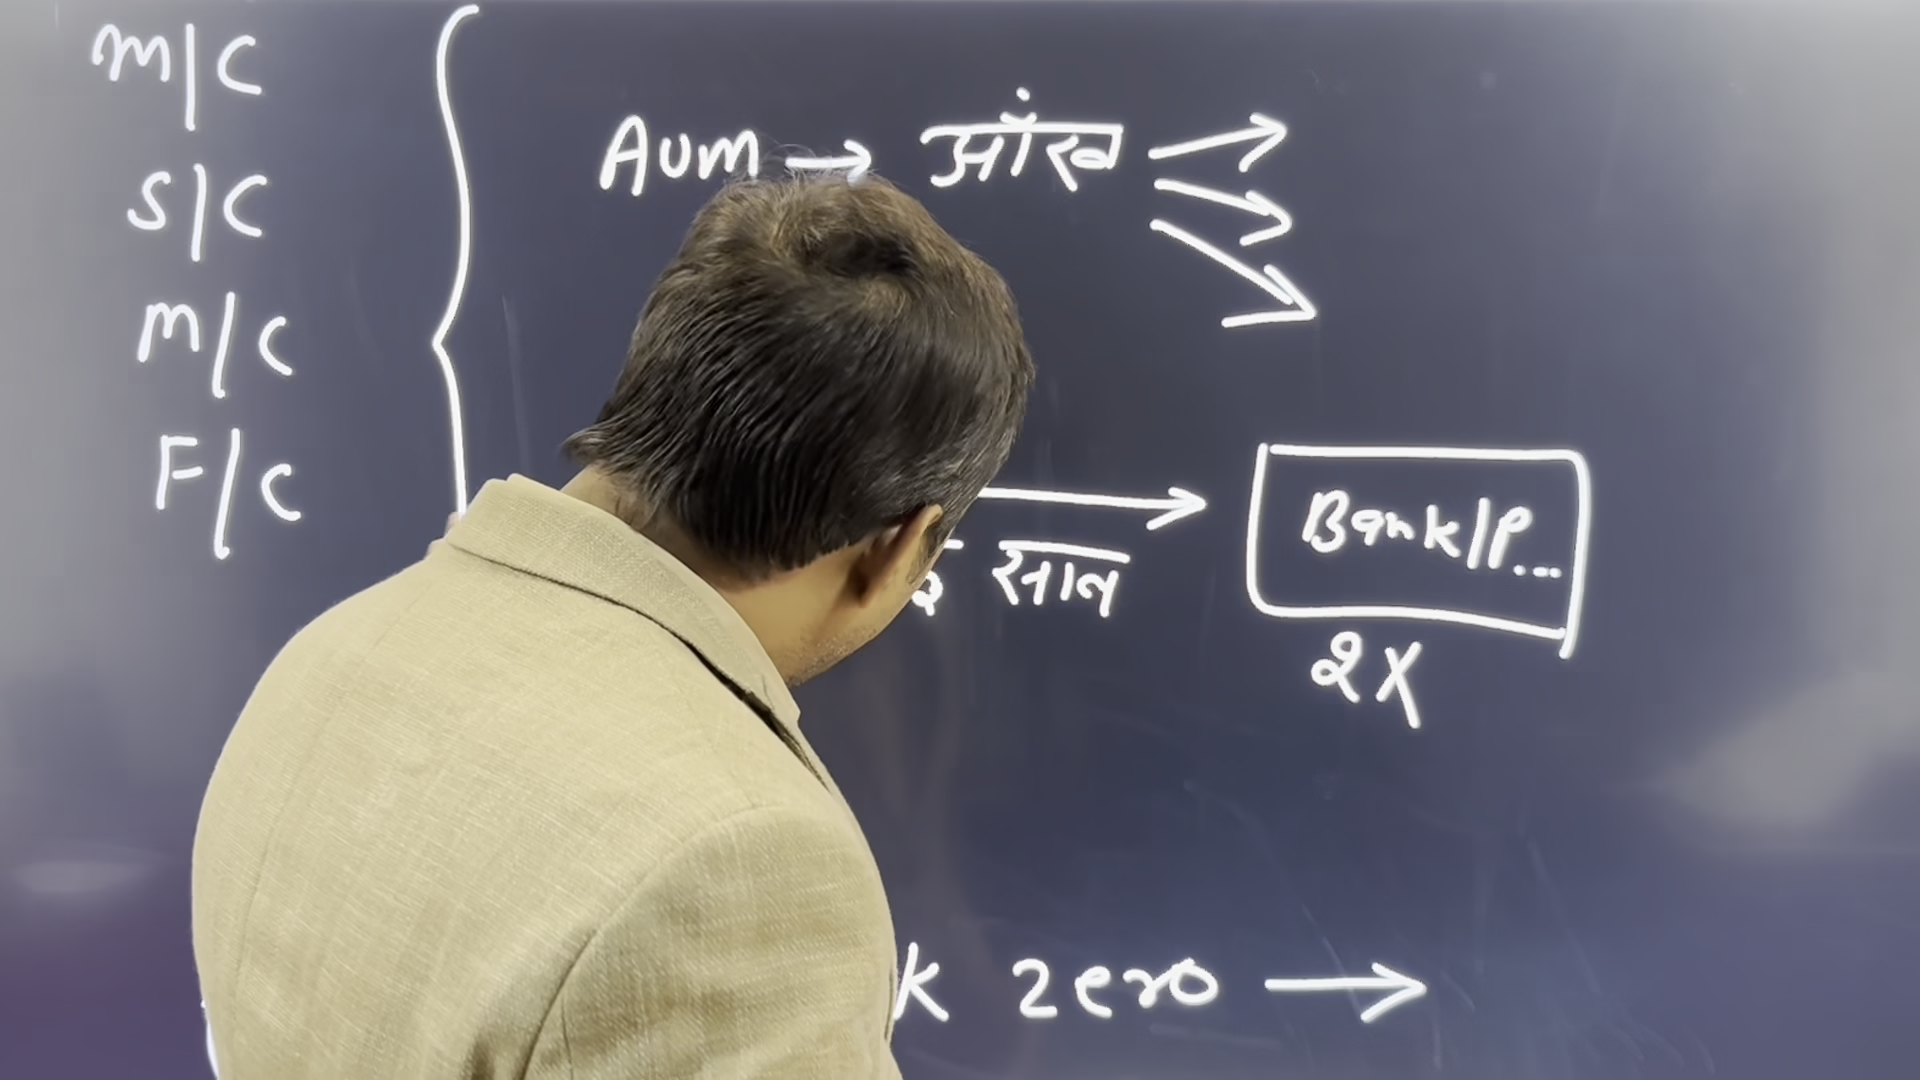 M/C
S/C
M/C
F/C
Aum → आंख
साल
Bank/P...
2X
K Zero →